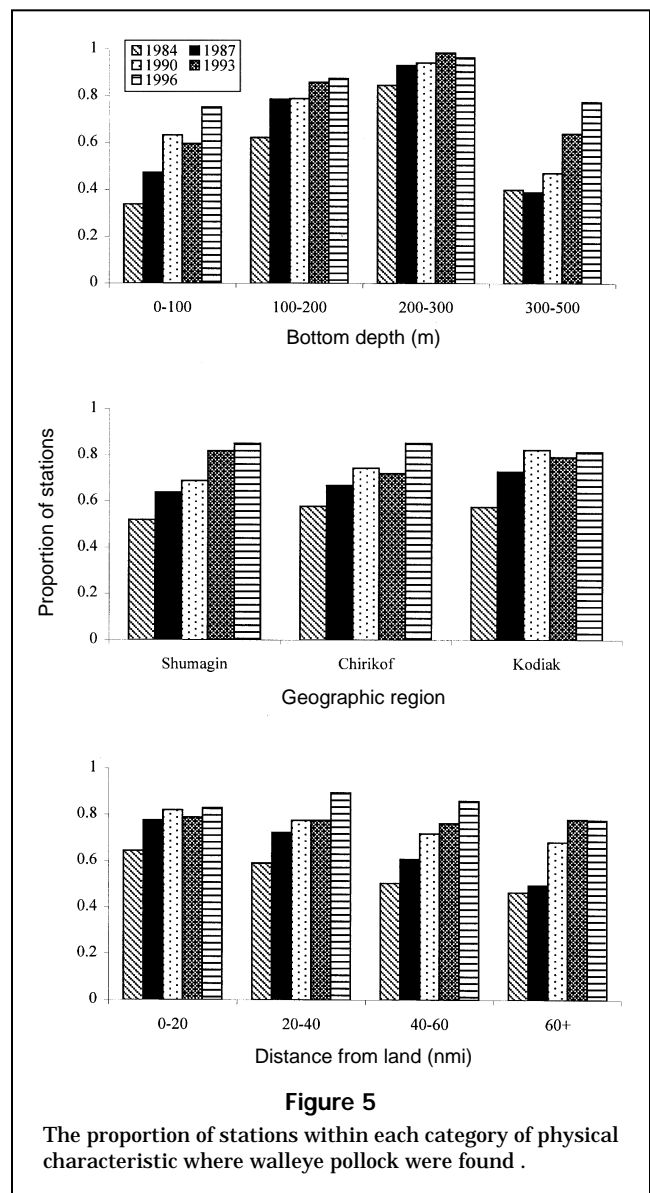 1984 1987
1990 1993
1996
1
0.8
0.6
0.4
0.2
0
0-100 100-200 200-300 300-500
Bottom depth (m)
Proportion of stations
1
0.8
0.6
0.4
0.2
0
Shumagin Chirikof Kodiak
Geographic region
1
0.8
0.6
0.4
0.2
0
0-20 20-40 40-60 60+
Distance from land (nmi)
Figure 5
The proportion of stations within each category of physical
characteristic where walleye pollock were found .